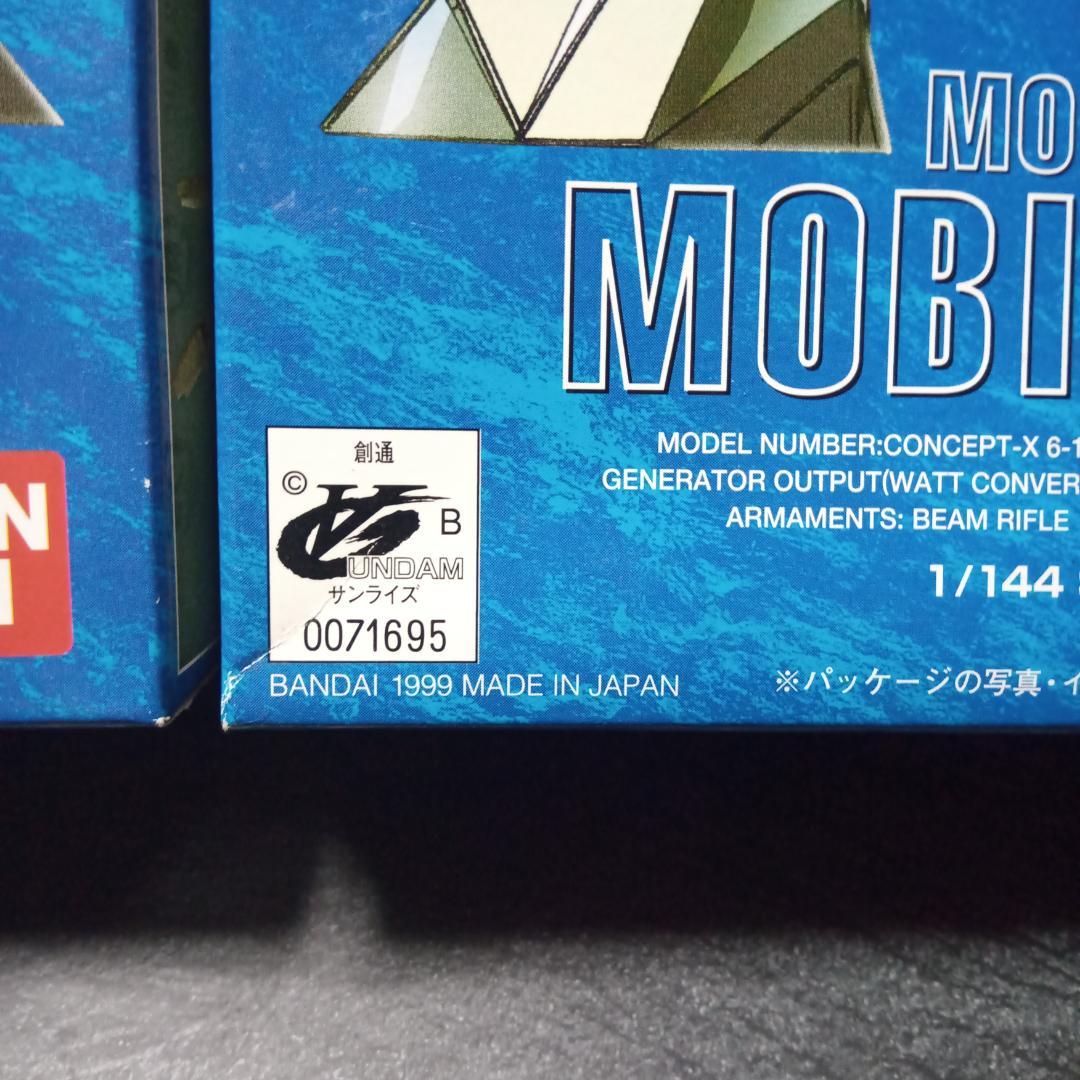 MO
MOBI
MODEL NUMBER:CONCEPT-X 6-1
GENERATOR OUTPUT(WATT CONVER
ARMAMENTS: BEAM RIFLE
1/144
創通
© B
GUNDAM
サンライズ
0071695
BANDAI 1999 MADE IN JAPAN
※パッケージの写真・イ
N
I